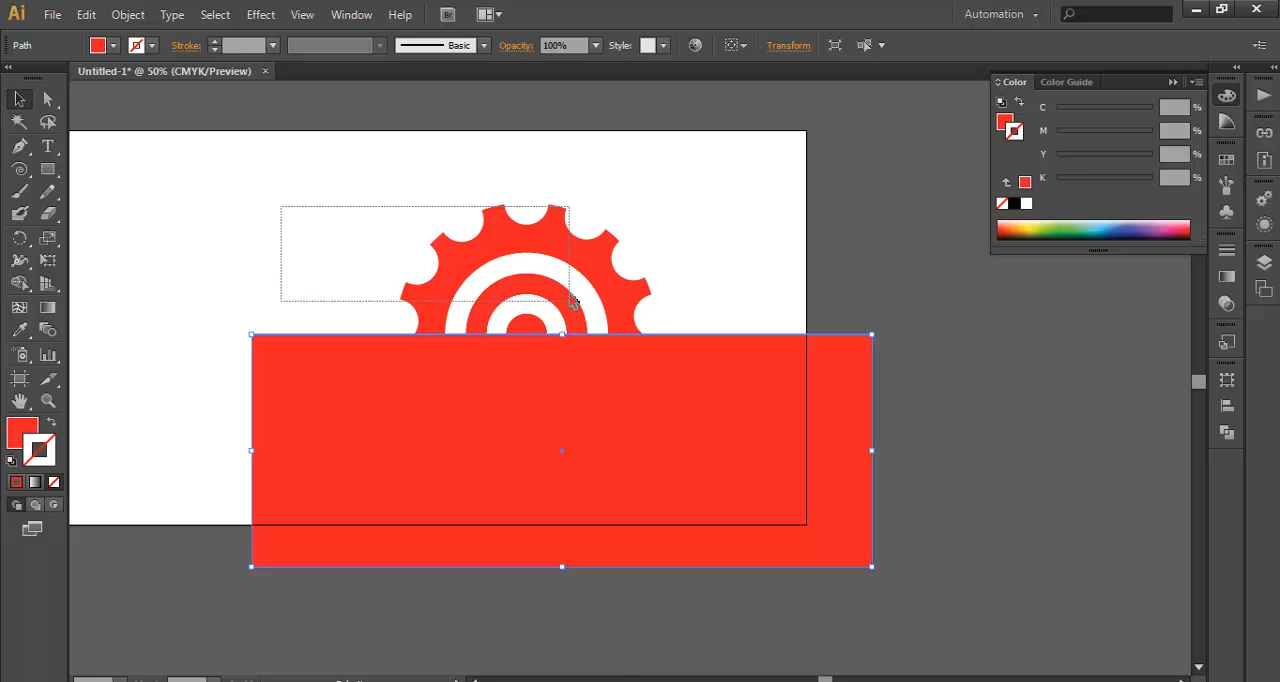 Ai File Edit Object Type Select Effect View Window Help Br Automation
Path Stroke: Basic Opacity: 100% Style: Transform
Untitled-1* @ 50% (CMYK/Preview) ×
Color Color Guide
C %
M %
Y %
K %
T